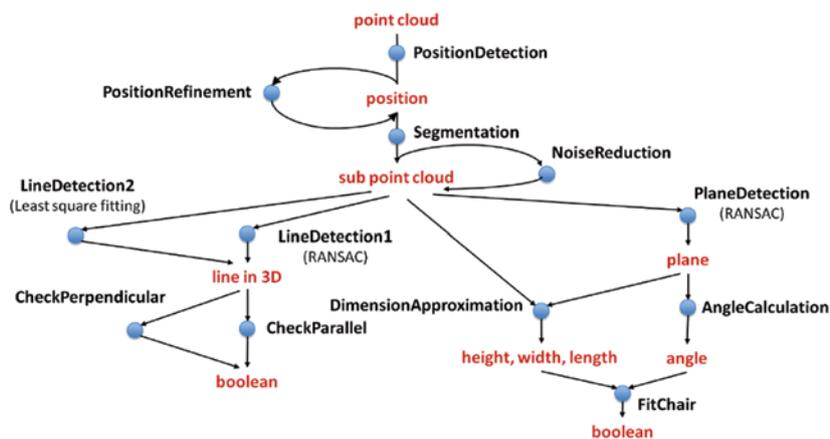 point cloud
PositionDetection
PositionRefinement
position
Segmentation
NoiseReduction
sub point cloud
LineDetection2
(Least square fitting)
PlaneDetection
(RANSAC)
LineDetection1
(RANSAC)
line in 3D
plane
CheckPerpendicular
DimensionApproximation
AngleCalculation
CheckParallel
height, width, length
angle
boolean
FitChair
boolean